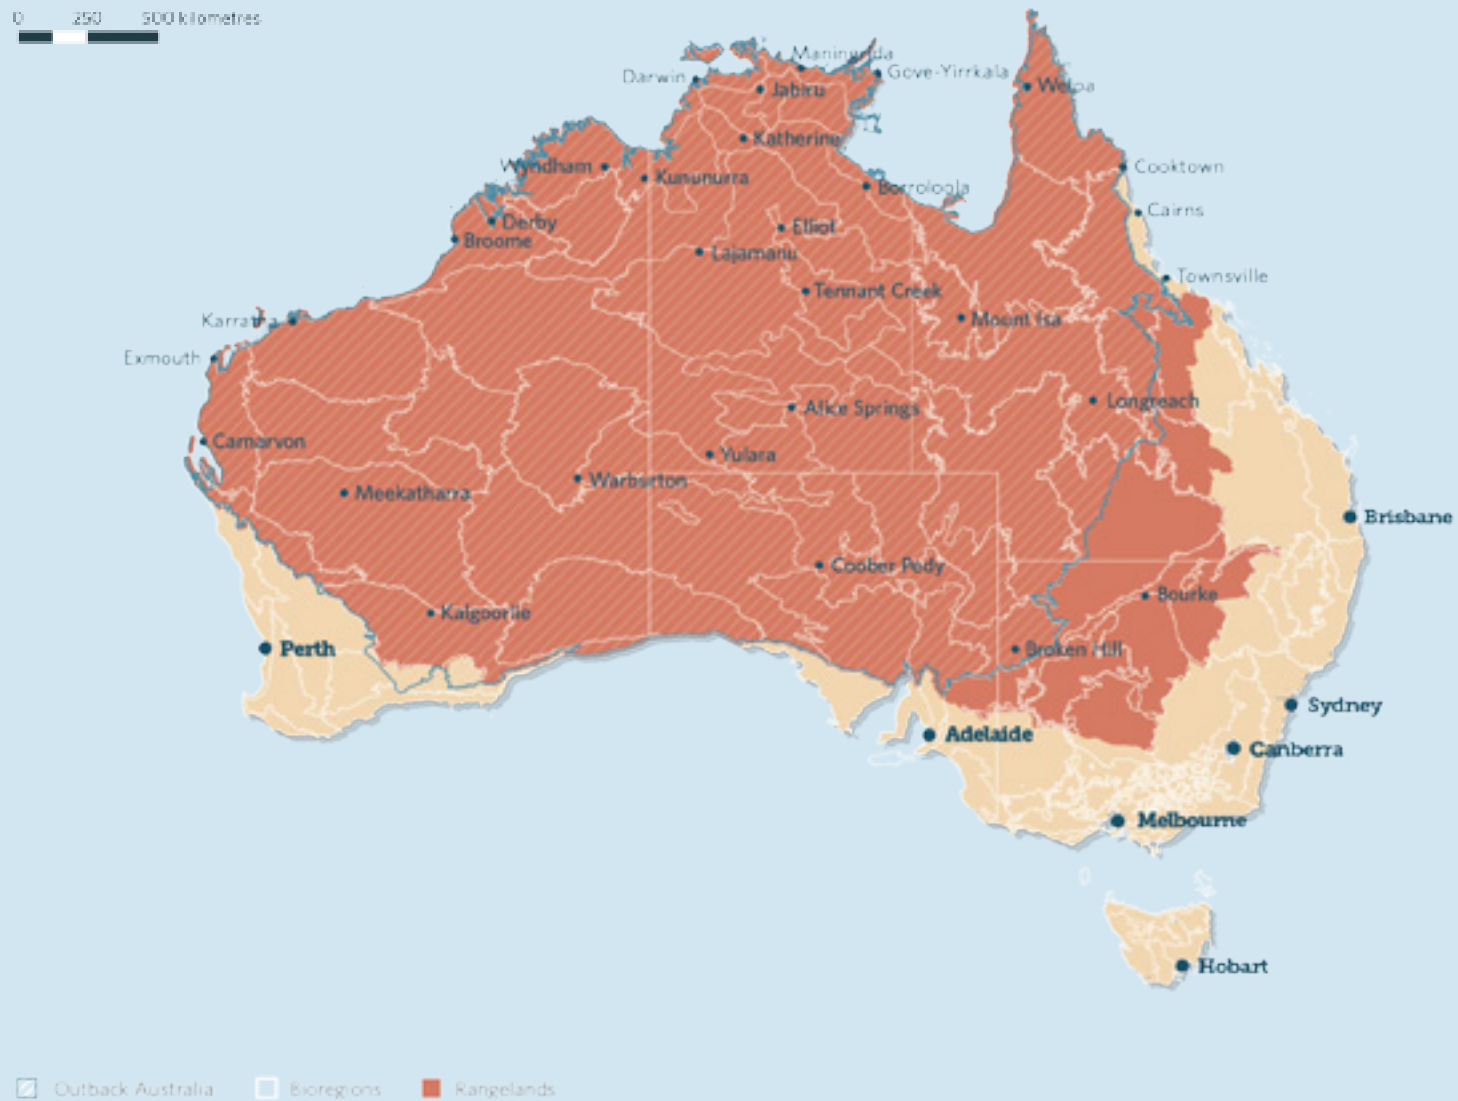 0 250 500 kilometres
Maningrida
Darwin
Gove-Yirrkala
Jabiru
Weipa
Katherine
Wyndham
Cooktown
Kununurra
Borroloola
Cairns
Derby
Elliot
Broome
Lajamanu
Townsville
Tennant Creek
Mount Isa
Karratha
Exmouth
Longreach
Alice Springs
Carnarvon
Yulara
Warburton
Meekatharra
Brisbane
Coober Pedy
Bourke
Kalgoorlie
Perth
Broken Hill
Sydney
Adelaide
Canberra
Melbourne
Hobart
Outback Australia Bioregions Rangelands